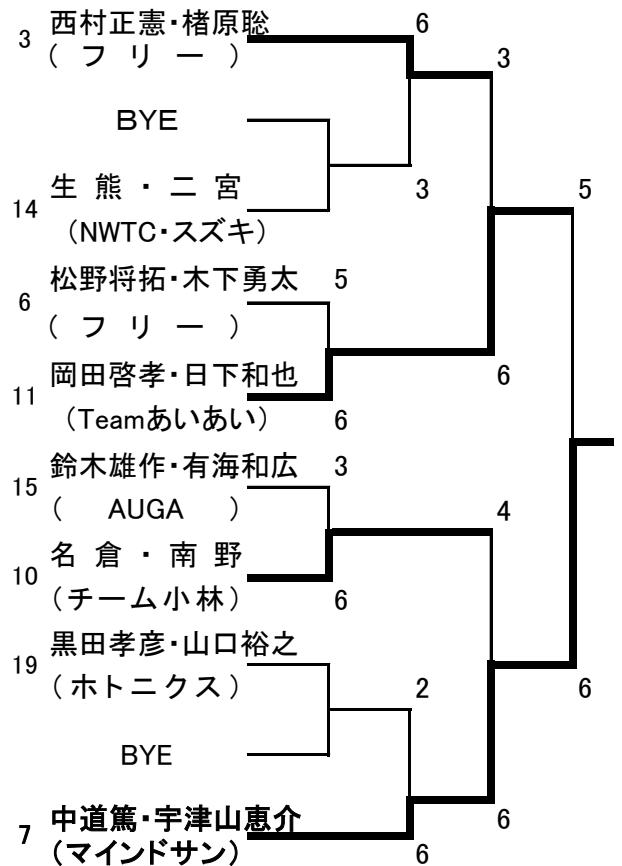 3 西村正憲・楮原聡 6
(フリー) 3
BYE
生熊・二宮 3 5
14 (NWTC・スズキ)
松野将拓・木下勇太 5
6 (フリー)
岡田啓孝・日下和也 6
11 (Teamあいあい) 6
鈴木雄作・有海和広 3
15 (AUGA) 4
名倉・南野
10 (チーム小林) 6
黒田孝彦・山口裕之
19 (ホトニクス) 2 6
BYE
7 中道篤・宇津山恵介 6
(マインドサン) 6